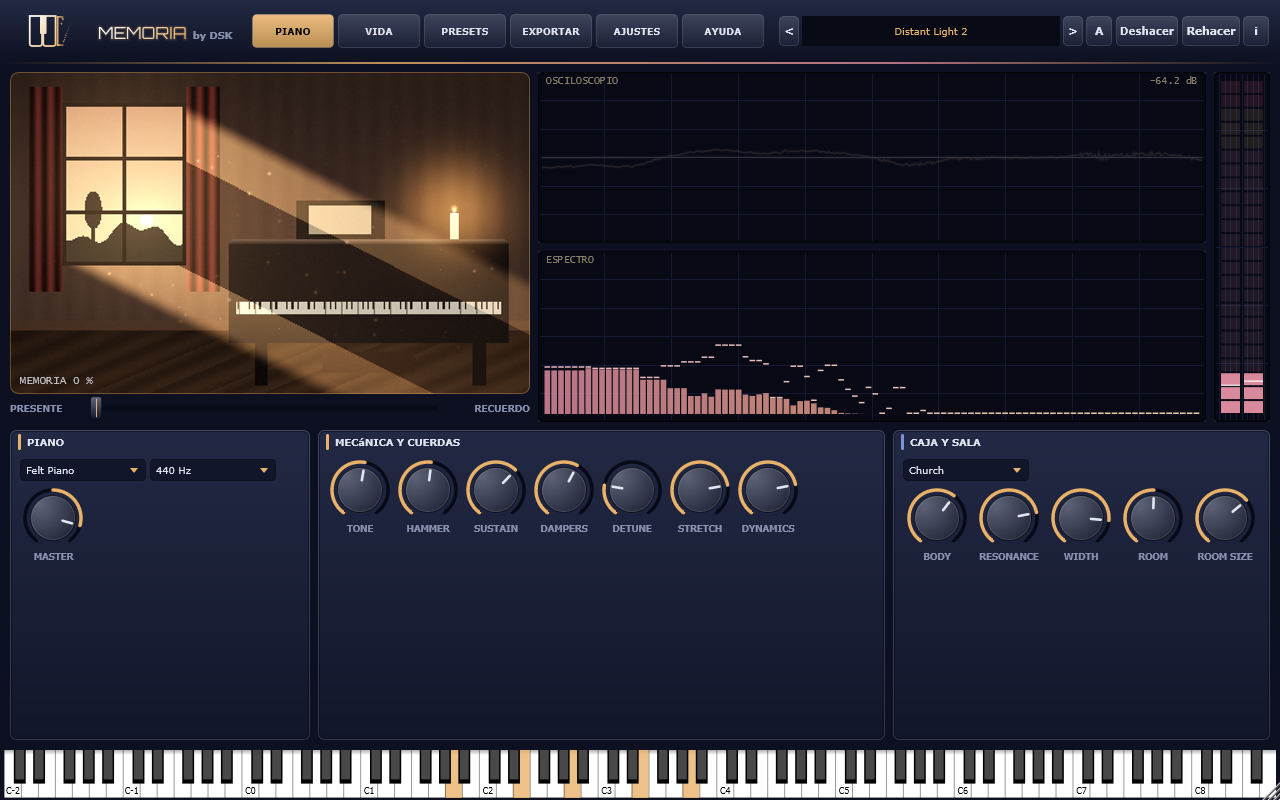 MEMORIA by DSK
PIANO
VIDA
PRESETS
EXPORTAR
AJUSTES
AYUDA
<
Distant Light 2
>
A
Deshacer
Rehacer
i
OSCILOSCOPIO
-64.2 dB
ESPECTRO
MEMORIA 0 %
PRESENTE
RECUERDO
PIANO
Felt Piano
440 Hz
MASTER
MECáNICA Y CUERDAS
TONE
HAMMER
SUSTAIN
DAMPERS
DETUNE
STRETCH
DYNAMICS
CAJA Y SALA
Church
BODY
RESONANCE
WIDTH
ROOM
ROOM SIZE
C-2
C-1
C0
C1
C2
C3
C4
C5
C6
C7
C8